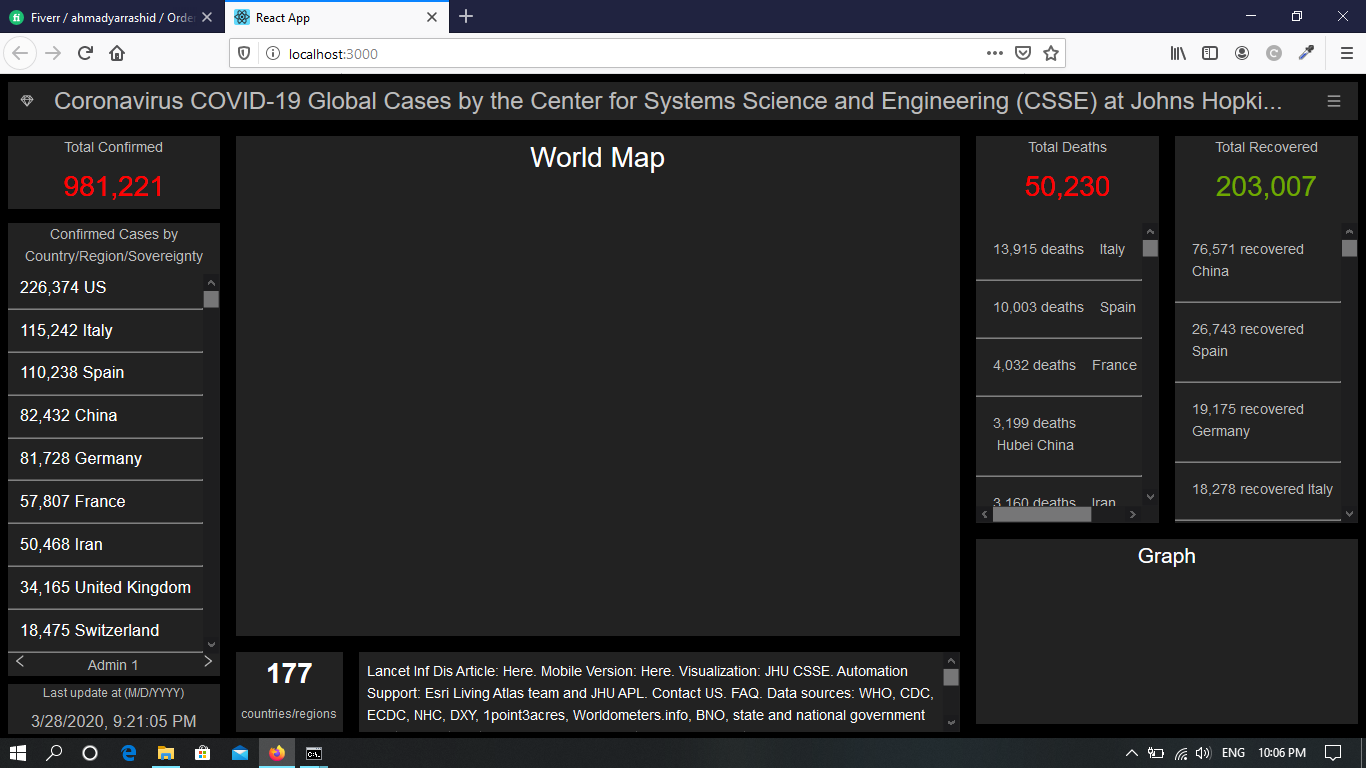 Fiverr / ahmadyarrashid / Orde
React App
localhost:3000
Coronavirus COVID-19 Global Cases by the Center for Systems Science and Engineering (CSSE) at Johns Hopki...
Total Confirmed
981,221
Confirmed Cases by
Country/Region/Sovereignty
226,374 US
115,242 Italy
110,238 Spain
82,432 China
81,728 Germany
57,807 France
50,468 Iran
34,165 United Kingdom
18,475 Switzerland
Admin 1
Last update at (M/D/YYYY)
3/28/2020, 9:21:05 PM
World Map
177
countries/regions
Lancet Inf Dis Article: Here. Mobile Version: Here. Visualization: JHU CSSE. Automation
Support: Esri Living Atlas team and JHU APL. Contact US. FAQ. Data sources: WHO, CDC,
ECDC, NHC, DXY, 1point3acres, Worldometers.info, BNO, state and national government
Total Deaths
50,230
13,915 deaths Italy
10,003 deaths Spain
4,032 deaths France
3,199 deaths
Hubei China
3,160 deaths Iran
Total Recovered
203,007
76,571 recovered
China
26,743 recovered
Spain
19,175 recovered
Germany
18,278 recovered Italy
Graph
ENG
10:06 PM